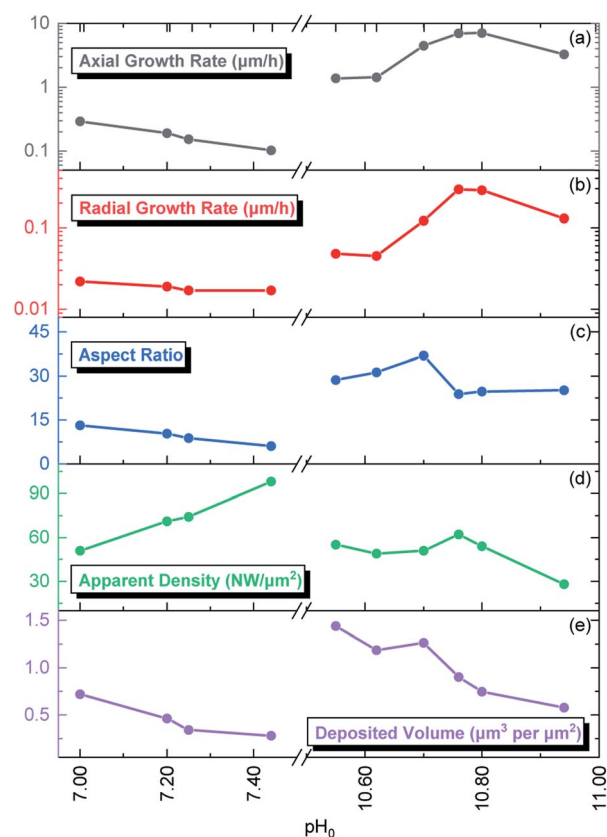 10
(a)
Axial Growth Rate (µm/h)
1
0.1
(b)
Radial Growth Rate (µm/h)
0.1
0.01
45
(c)
Aspect Ratio
30
15
0
(d)
90
60
Apparent Density (NW/µm²)
30
1.5
(e)
1.0
0.5
Deposited Volume (µm³ per µm²)
7.00 7.20 7.40 10.60 10.80 11.00
pH₀